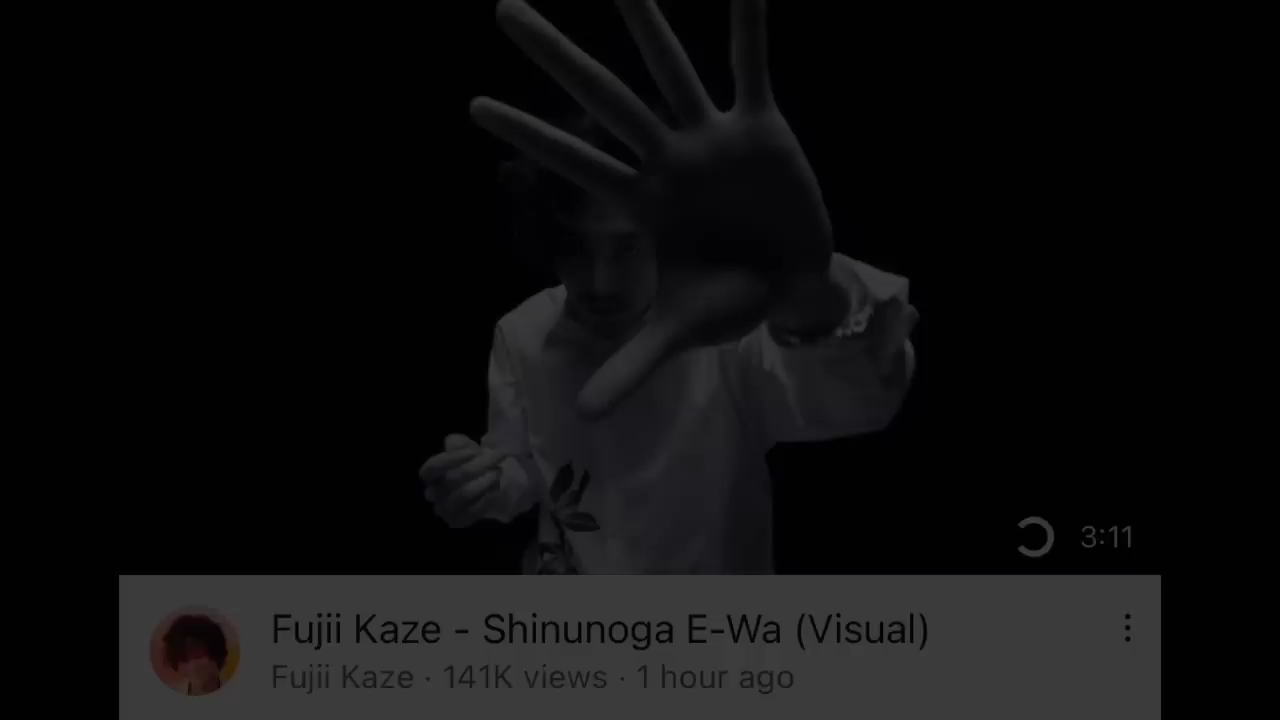 3:11
Fujii Kaze - Shinunoga E-Wa (Visual)
Fujii Kaze · 141K views · 1 hour ago